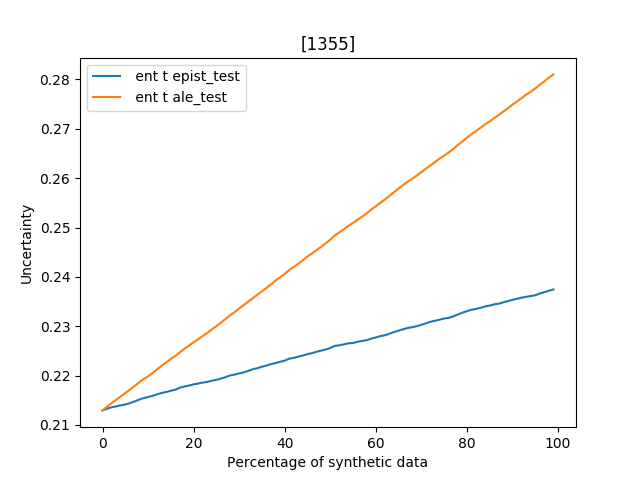 [1355]
ent t epist_test
ent t ale_test
0.28
0.27
0.26
0.25
0.24
0.23
0.22
0.21
Uncertainty
0 20 40 60 80 100
Percentage of synthetic data